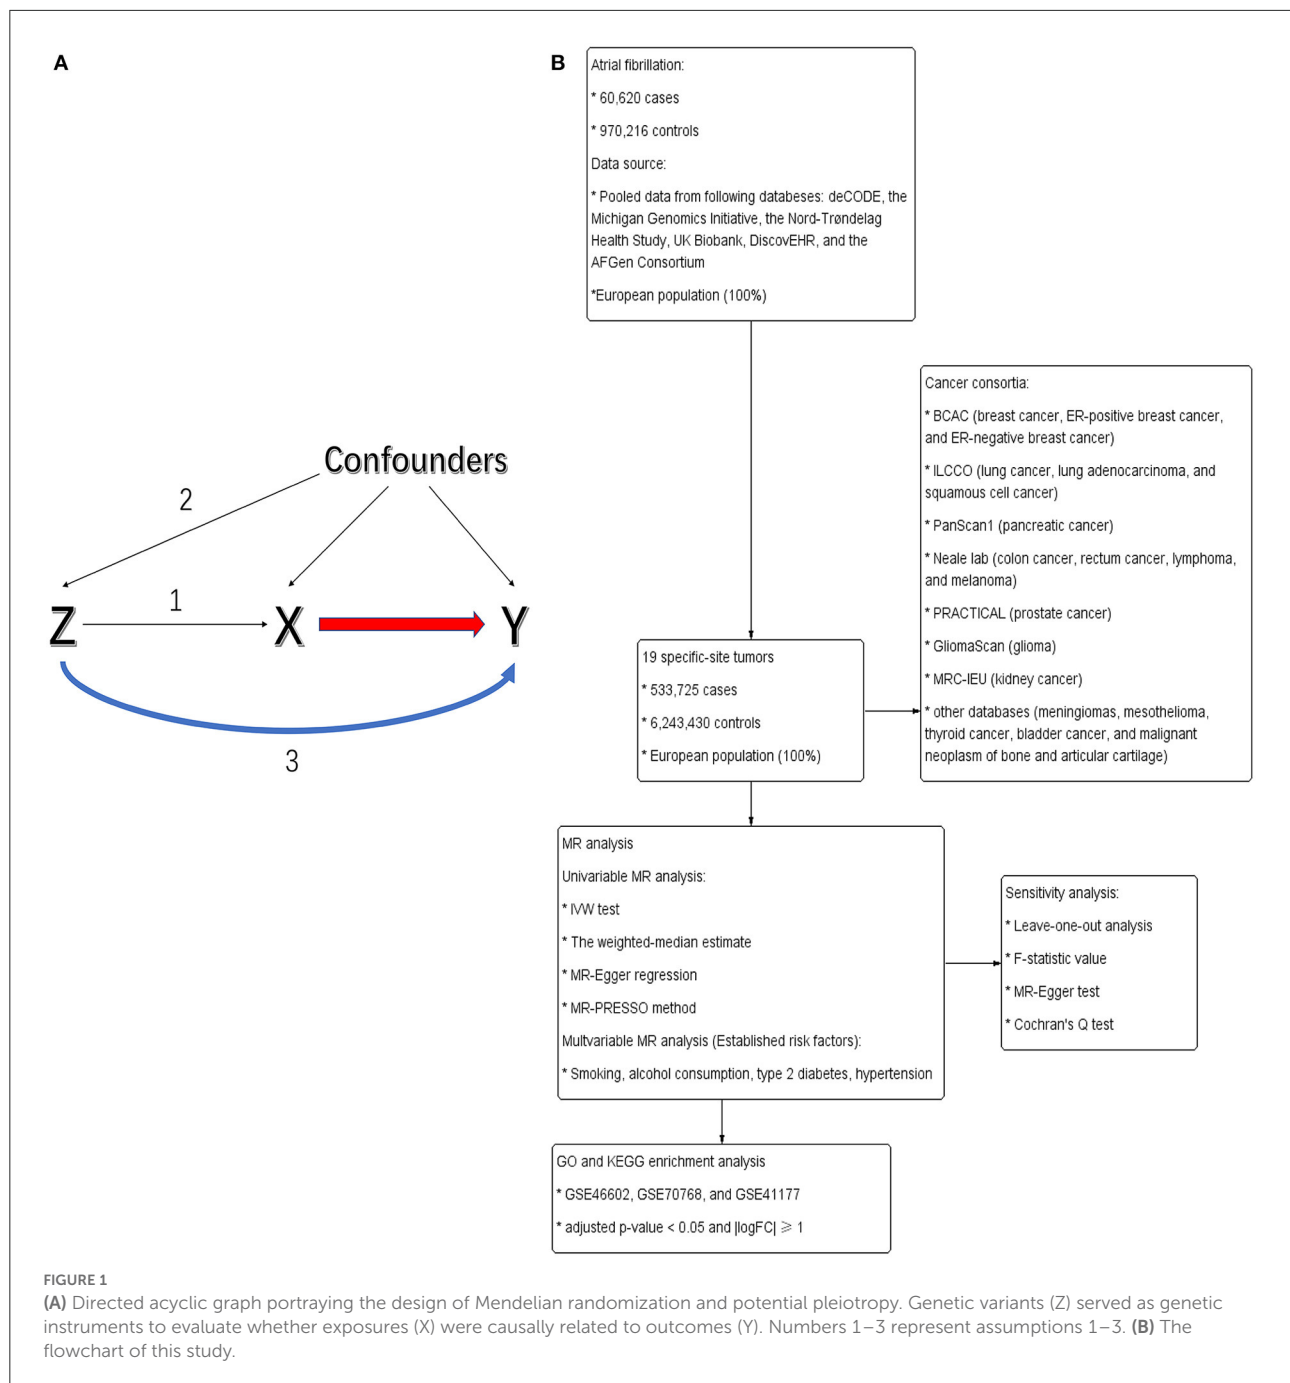 A
Confounders
2
1
Z
X
Y
3
B
Atrial fibrillation:
* 60,620 cases
* 970,216 controls
Data source:
* Pooled data from following databeses: deCODE, the
Michigan Genomics Initiative, the Nord-Trøndelag
Health Study, UK Biobank, DiscovEHR, and the
AFGen Consortium
*European population (100%)
Cancer consortia:
* BCAC (breast cancer, ER-positive breast cancer,
and ER-negative breast cancer)
* ILCCO (lung cancer, lung adenocarcinoma, and
squamous cell cancer)
* PanScan1 (pancreatic cancer)
* Neale lab (colon cancer, rectum cancer, lymphoma,
and melanoma)
* PRACTICAL (prostate cancer)
* GliomaScan (glioma)
* MRC-IEU (kidney cancer)
* other databases (meningiomas, mesothelioma,
thyroid cancer, bladder cancer, and malignant
neoplasm of bone and articular cartilage)
19 specific-site tumors
* 533,725 cases
* 6,243,430 controls
* European population (100%)
MR analysis
Univariable MR analysis:
* IVW test
* The weighted-median estimate
* MR-Egger regression
* MR-PRESSO method
Multvariable MR analysis (Established risk factors):
* Smoking, alcohol consumption, type 2 diabetes, hypertension
Sensitivity analysis:
* Leave-one-out analysis
* F-statistic value
* MR-Egger test
* Cochran's Q test
GO and KEGG enrichment analysis
* GSE46602, GSE70768, and GSE41177
* adjusted p-value < 0.05 and |logFC| ⩾ 1
FIGURE 1
(A) Directed acyclic graph portraying the design of Mendelian randomization and potential pleiotropy. Genetic variants (Z) served as genetic
instruments to evaluate whether exposures (X) were causally related to outcomes (Y). Numbers 1–3 represent assumptions 1–3. (B) The
flowchart of this study.